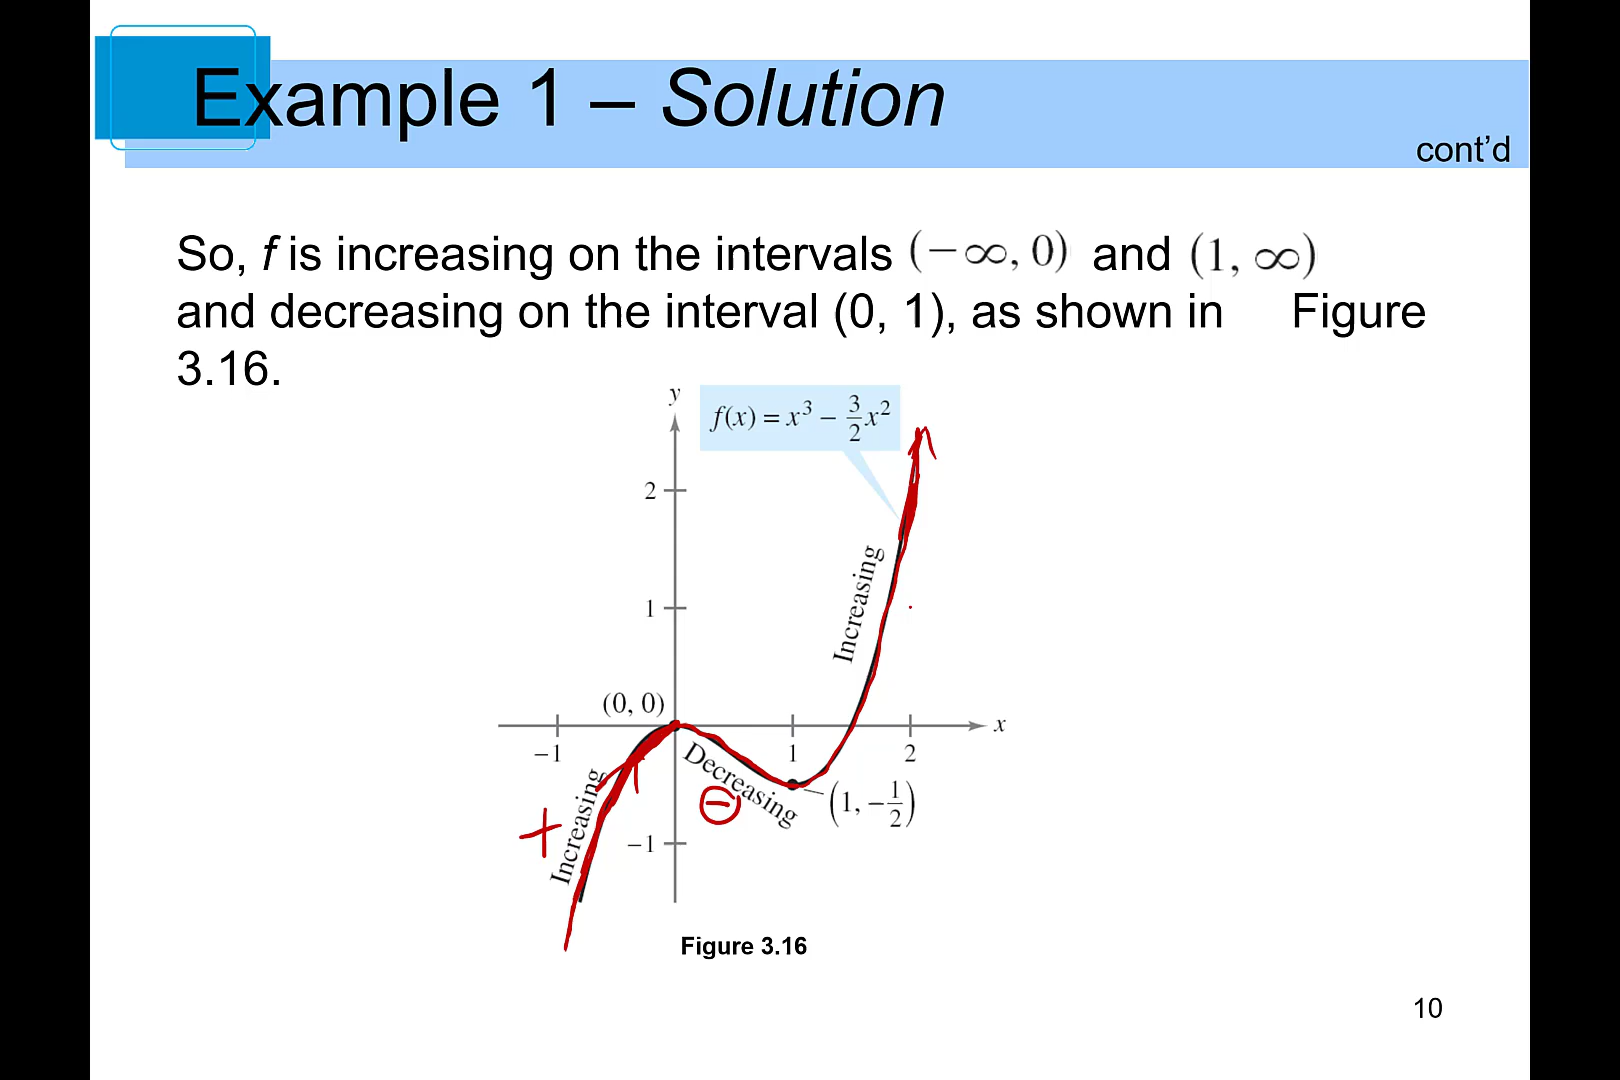 Example 1 – Solution
cont’d
So, f is increasing on the intervals (−∞, 0) and (1, ∞)
and decreasing on the interval (0, 1), as shown in Figure
3.16.
y
f(x) = x³ − 3/2 x²
2
1
Increasing
(0, 0)
x
−1
1
2
Decreasing
(1, −1/2)
−
+
Increasing
−1
Figure 3.16
10